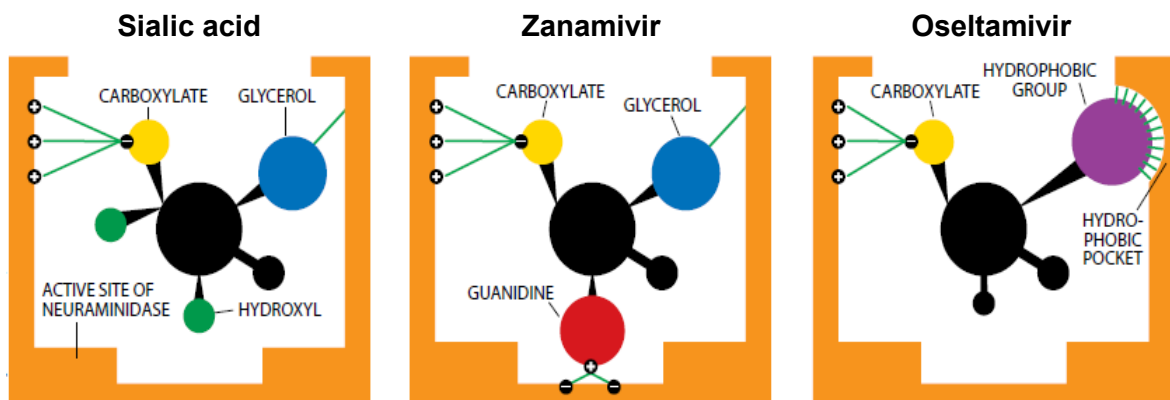 Sialic acid
CARBOXYLATE
GLYCEROL
ACTIVE SITE OF
NEURAMINIDASE
HYDROXYL
Zanamivir
CARBOXYLATE
GLYCEROL
GUANIDINE
Oseltamivir
HYDROPHOBIC
GROUP
CARBOXYLATE
HYDRO-
PHOBIC
POCKET